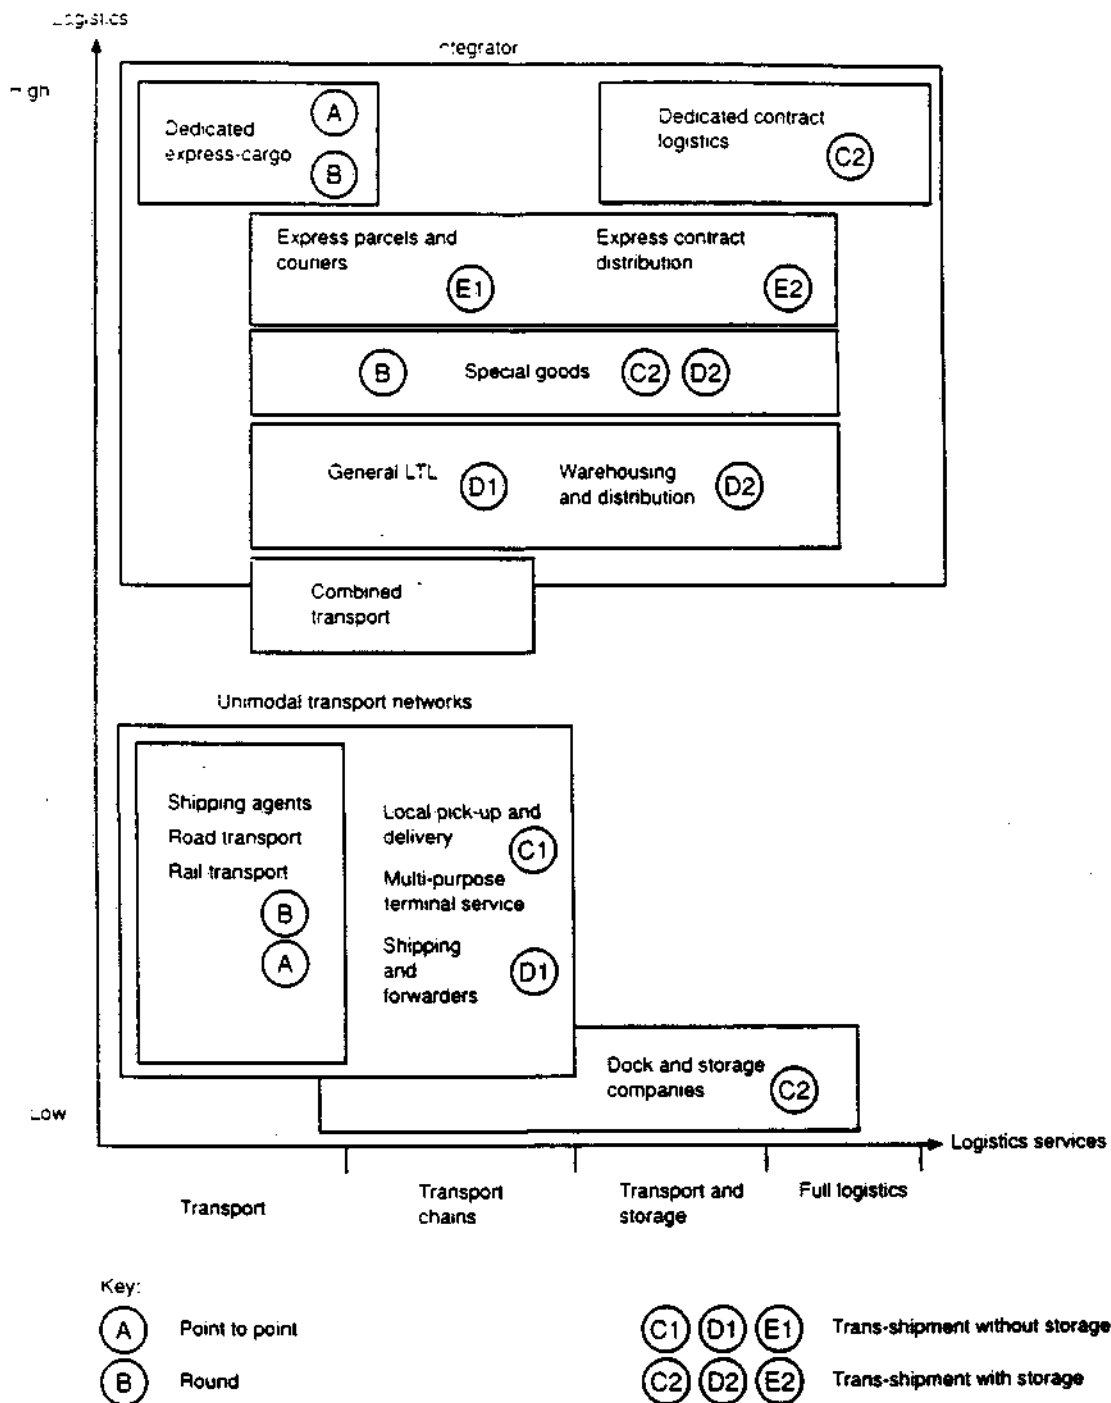 Logistics
Integrator
High
Dedicated
express-cargo
A
B
Dedicated contract
logistics
C2
Express parcels and
couriers
E1
Express contract
distribution
E2
B
Special goods
C2
D2
General LTL
D1
Warehousing
and distribution
D2
Combined
transport
Unimodal transport networks
Shipping agents
Road transport
Rail transport
B
A
Local pick-up and
delivery
C1
Multi-purpose
terminal service
Shipping
and
forwarders
D1
Dock and storage
companies
C2
Low
Logistics services
Transport
Transport
chains
Transport and
storage
Full logistics
Key:
A Point to point
B Round
C1 D1 E1 Trans-shipment without storage
C2 D2 E2 Trans-shipment with storage